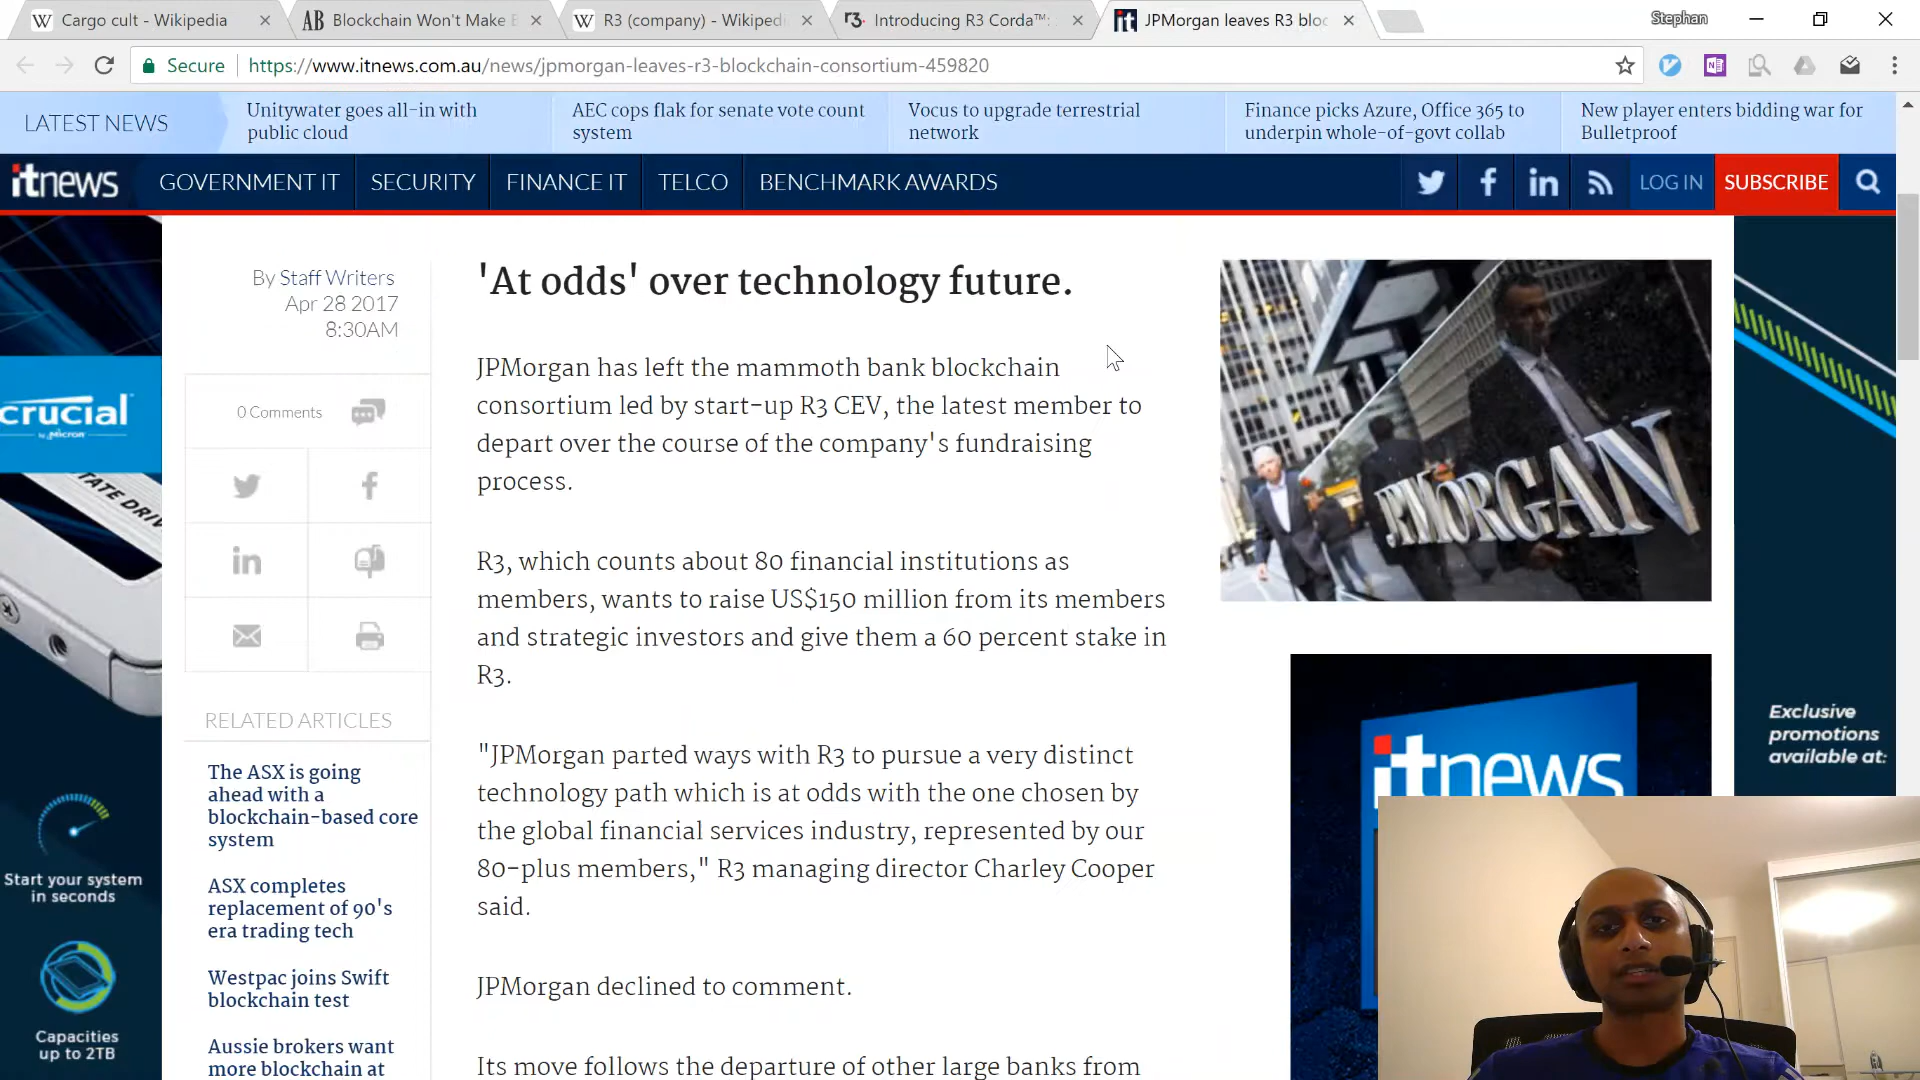 Cargo cult - Wikipedia
Blockchain Won't Make
R3 (company) - Wikiped
Introducing R3 Corda™:
JPMorgan leaves R3 blo
Stephan
Secure
https://www.itnews.com.au/news/jpmorgan-leaves-r3-blockchain-consortium-459820
LATEST NEWS
Unitywater goes all-in with
public cloud
AEC cops flak for senate vote count
system
Vocus to upgrade terrestrial
network
Finance picks Azure, Office 365 to
underpin whole-of-govt collab
New player enters bidding war for
Bulletproof
itnews
GOVERNMENT IT
SECURITY
FINANCE IT
TELCO
BENCHMARK AWARDS
LOG IN
SUBSCRIBE
By Staff Writers
Apr 28 2017
8:30AM
0 Comments
RELATED ARTICLES
The ASX is going
ahead with a
blockchain-based core
system
ASX completes
replacement of 90's
era trading tech
Westpac joins Swift
blockchain test
Aussie brokers want
more blockchain at
'At odds' over technology future.
JPMorgan has left the mammoth bank blockchain
consortium led by start-up R3 CEV, the latest member to
depart over the course of the company's fundraising
process.
R3, which counts about 80 financial institutions as
members, wants to raise US$150 million from its members
and strategic investors and give them a 60 percent stake in
R3.
"JPMorgan parted ways with R3 to pursue a very distinct
technology path which is at odds with the one chosen by
the global financial services industry, represented by our
80-plus members," R3 managing director Charley Cooper
said.
JPMorgan declined to comment.
Its move follows the departure of other large banks from
J.P.MORGAN
itnews
crucial
by Micron
TATE DRIV
Start your system
in seconds
Capacities
up to 2TB
Exclusive
promotions
available at: